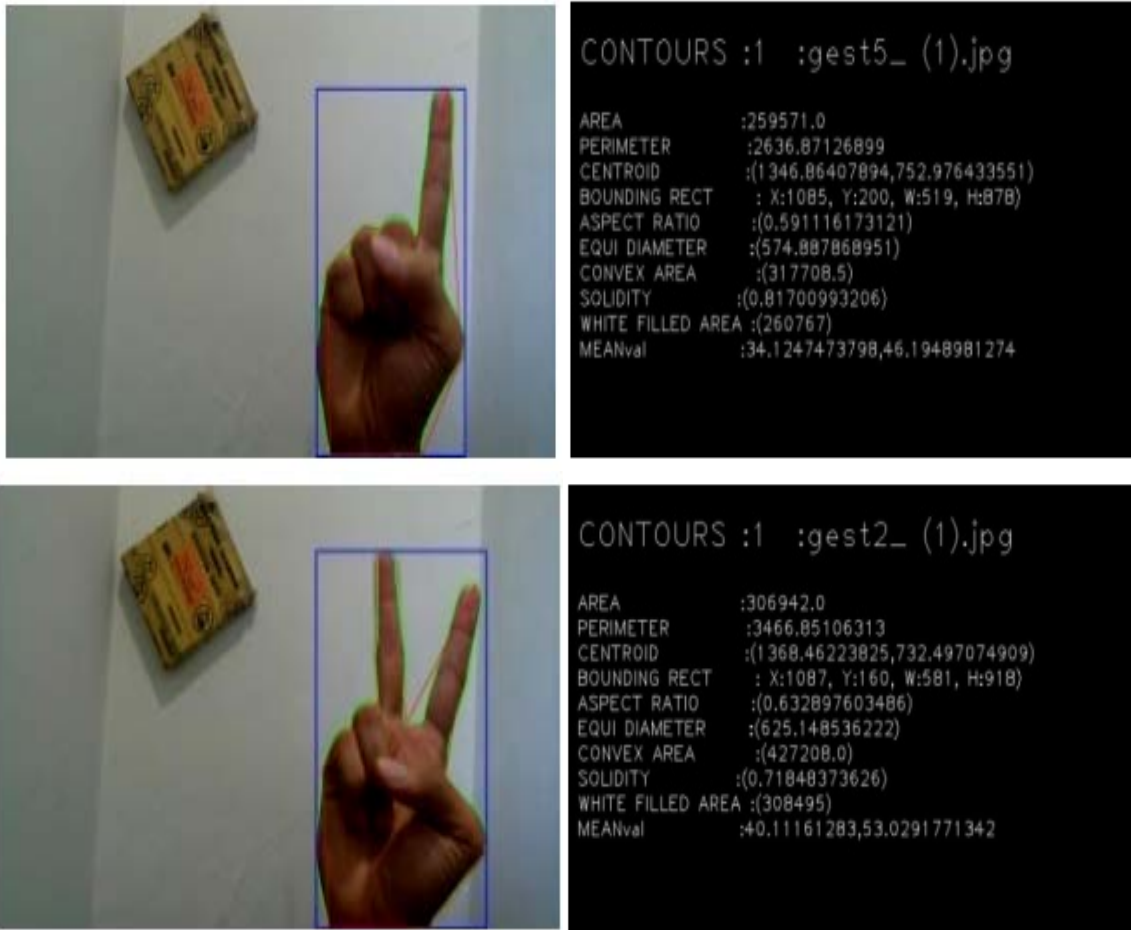 CONTOURS :1 :gest5_ (1).jpg
AREA :259571.0
PERIMETER :2636.87126899
CENTROID :(1346.86407894,752.976433551)
BOUNDING RECT : X:1085, Y:200, W:519, H:878)
ASPECT RATIO :(0.591116173121)
EQUI DIAMETER :(574.887868951)
CONVEX AREA :(317708.5)
SOLIDITY :(0.81700993206)
WHITE FILLED AREA :(260767)
MEANval :34.1247473798,46.1948981274
CONTOURS :1 :gest2_ (1).jpg
AREA :306942.0
PERIMETER :3466.85106313
CENTROID :(1368.46223825,732.497074909)
BOUNDING RECT : X:1087, Y:160, W:581, H:918)
ASPECT RATIO :(0.632897603486)
EQUI DIAMETER :(625.148536222)
CONVEX AREA :(427208.0)
SOLIDITY :(0.71848373626)
WHITE FILLED AREA :(308495)
MEANval :40.11161283,53.0291771342